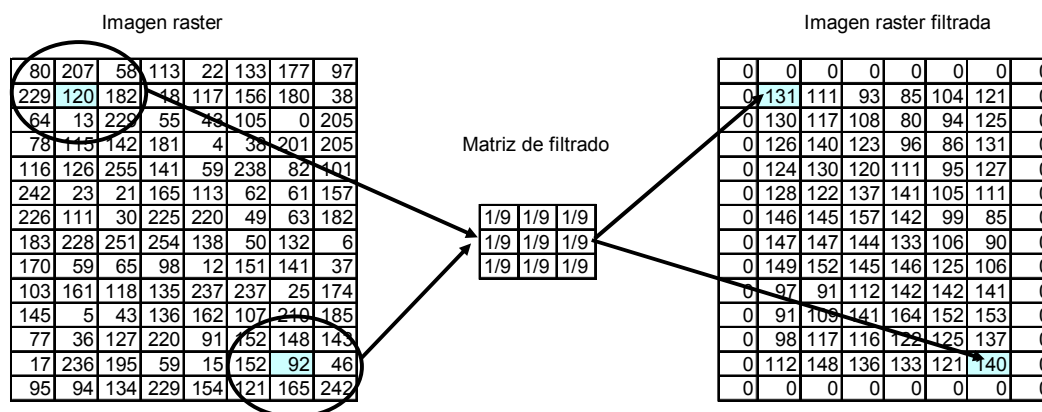 Imagen raster
80 207 58 113 22 133 177 97
229 120 182 18 117 156 180 38
64 13 229 55 43 105 0 205
78 115 142 181 4 38 201 205
116 126 255 141 59 238 82 101
242 23 21 165 113 62 61 157
226 111 30 225 220 49 63 182
183 228 251 254 138 50 132 6
170 59 65 98 12 151 141 37
103 161 118 135 237 237 25 174
145 5 43 136 162 107 210 185
77 36 127 220 91 152 148 143
17 236 195 59 15 152 92 46
95 94 134 229 154 121 165 242
Matriz de filtrado
1/9 1/9 1/9
1/9 1/9 1/9
1/9 1/9 1/9
Imagen raster filtrada
0 0 0 0 0 0 0 0
0 131 111 93 85 104 121 0
0 130 117 108 80 94 125 0
0 126 140 123 96 86 131 0
0 124 130 120 111 95 127 0
0 128 122 137 141 105 111 0
0 146 145 157 142 99 85 0
0 147 147 144 133 106 90 0
0 149 152 145 146 125 106 0
0 97 91 112 142 142 141 0
0 91 109 141 164 152 153 0
0 98 117 116 122 125 137 0
0 112 148 136 133 121 140 0
0 0 0 0 0 0 0 0